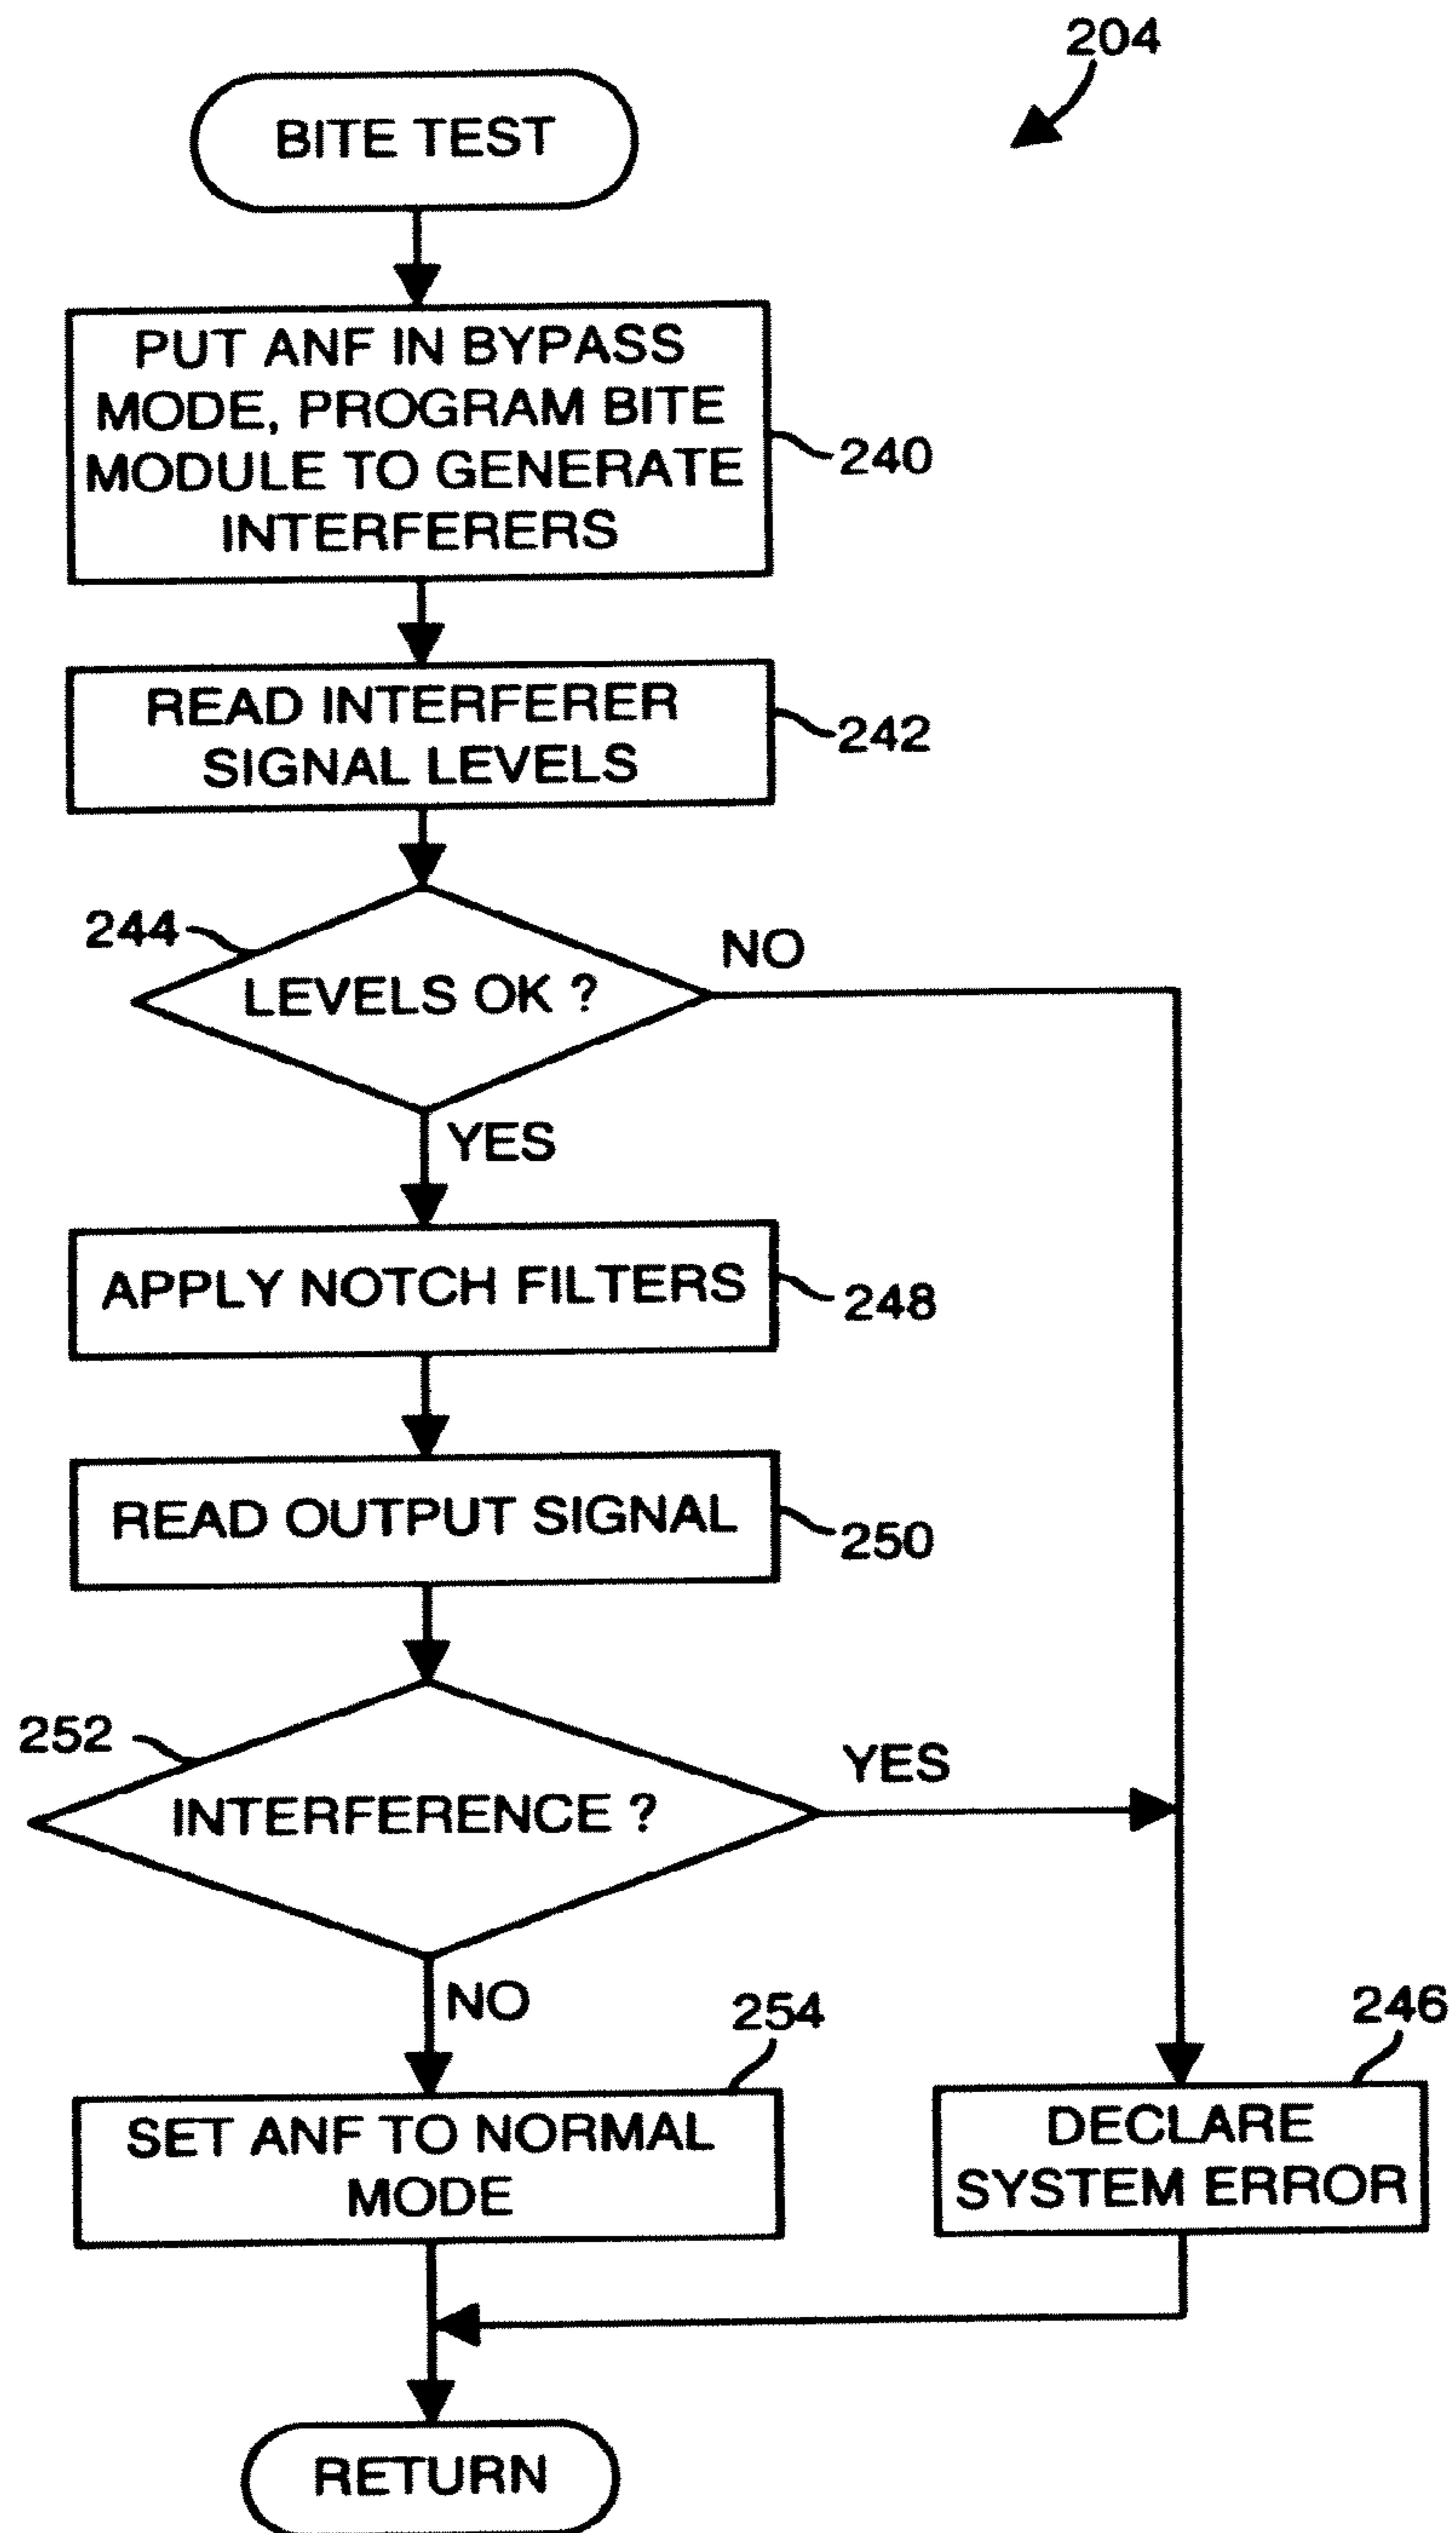 204
BITE TEST
PUT ANF IN BYPASS
MODE, PROGRAM BITE
MODULE TO GENERATE
INTERFERERS
240
READ INTERFERER
SIGNAL LEVELS
242
244
LEVELS OK ?
NO
YES
APPLY NOTCH FILTERS
248
READ OUTPUT SIGNAL
250
252
INTERFERENCE ?
YES
NO
254
SET ANF TO NORMAL
MODE
246
DECLARE
SYSTEM ERROR
RETURN